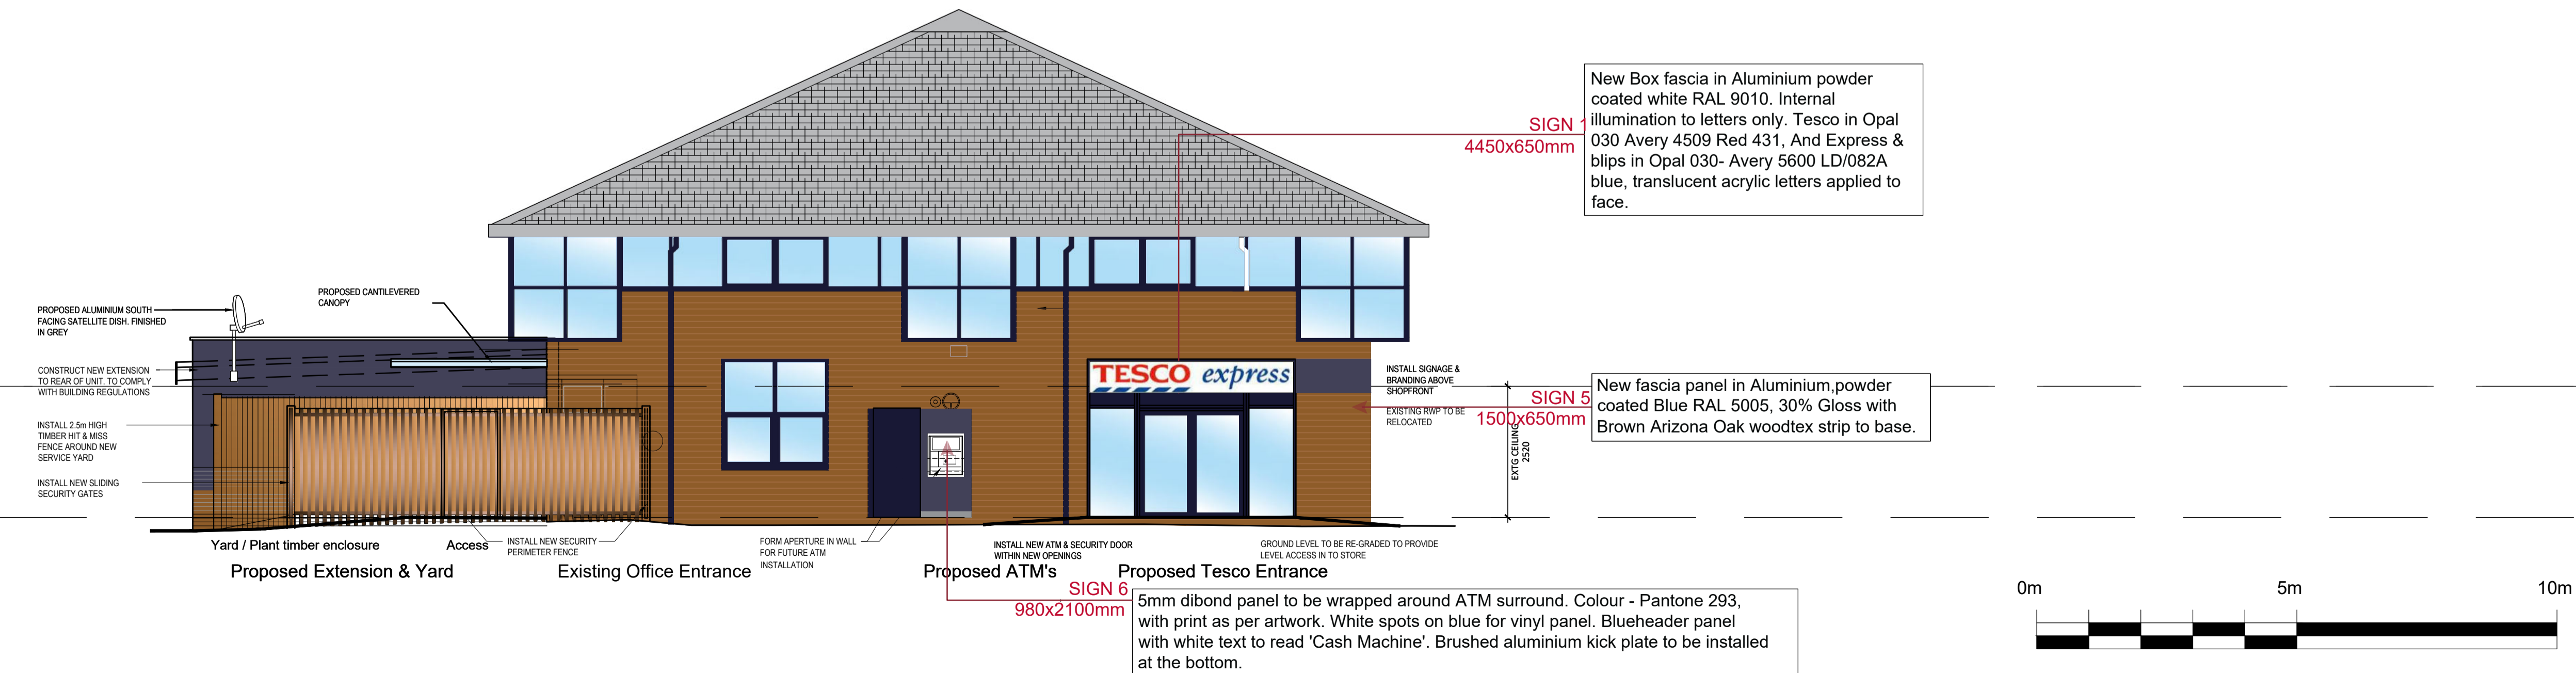 New Box fascia in Aluminium powder
coated white RAL 9010. Internal
illumination to letters only. Tesco in Opal
030 Avery 4509 Red 431, And Express &
blips in Opal 030- Avery 5600 LD/082A
blue, translucent acrylic letters applied to
face.
SIGN 1
4450x650mm
PROPOSED CANTILEVERED
CANOPY
PROPOSED ALUMINIUM SOUTH
FACING SATELLITE DISH. FINISHED
IN GREY
CONSTRUCT NEW EXTENSION
TO REAR OF UNIT. TO COMPLY
WITH BUILDING REGULATIONS
INSTALL 2.5m HIGH
TIMBER HIT & MISS
FENCE AROUND NEW
SERVICE YARD
INSTALL NEW SLIDING
SECURITY GATES
TESCO express
INSTALL SIGNAGE &
BRANDING ABOVE
SHOPFRONT
EXISTING RWP TO BE
RELOCATED
SIGN 5
1500x650mm
New fascia panel in Aluminium,powder
coated Blue RAL 5005, 30% Gloss with
Brown Arizona Oak woodtex strip to base.
EXTG CEILING
2520
Yard / Plant timber enclosure
Access
INSTALL NEW SECURITY
PERIMETER FENCE
FORM APERTURE IN WALL
FOR FUTURE ATM
INSTALLATION
INSTALL NEW ATM & SECURITY DOOR
WITHIN NEW OPENINGS
GROUND LEVEL TO BE RE-GRADED TO PROVIDE
LEVEL ACCESS IN TO STORE
Proposed Extension & Yard
Existing Office Entrance
Proposed ATM's
Proposed Tesco Entrance
SIGN 6
980x2100mm
5mm dibond panel to be wrapped around ATM surround. Colour - Pantone 293,
with print as per artwork. White spots on blue for vinyl panel. Blueheader panel
with white text to read 'Cash Machine'. Brushed aluminium kick plate to be installed
at the bottom.
0m
5m
10m